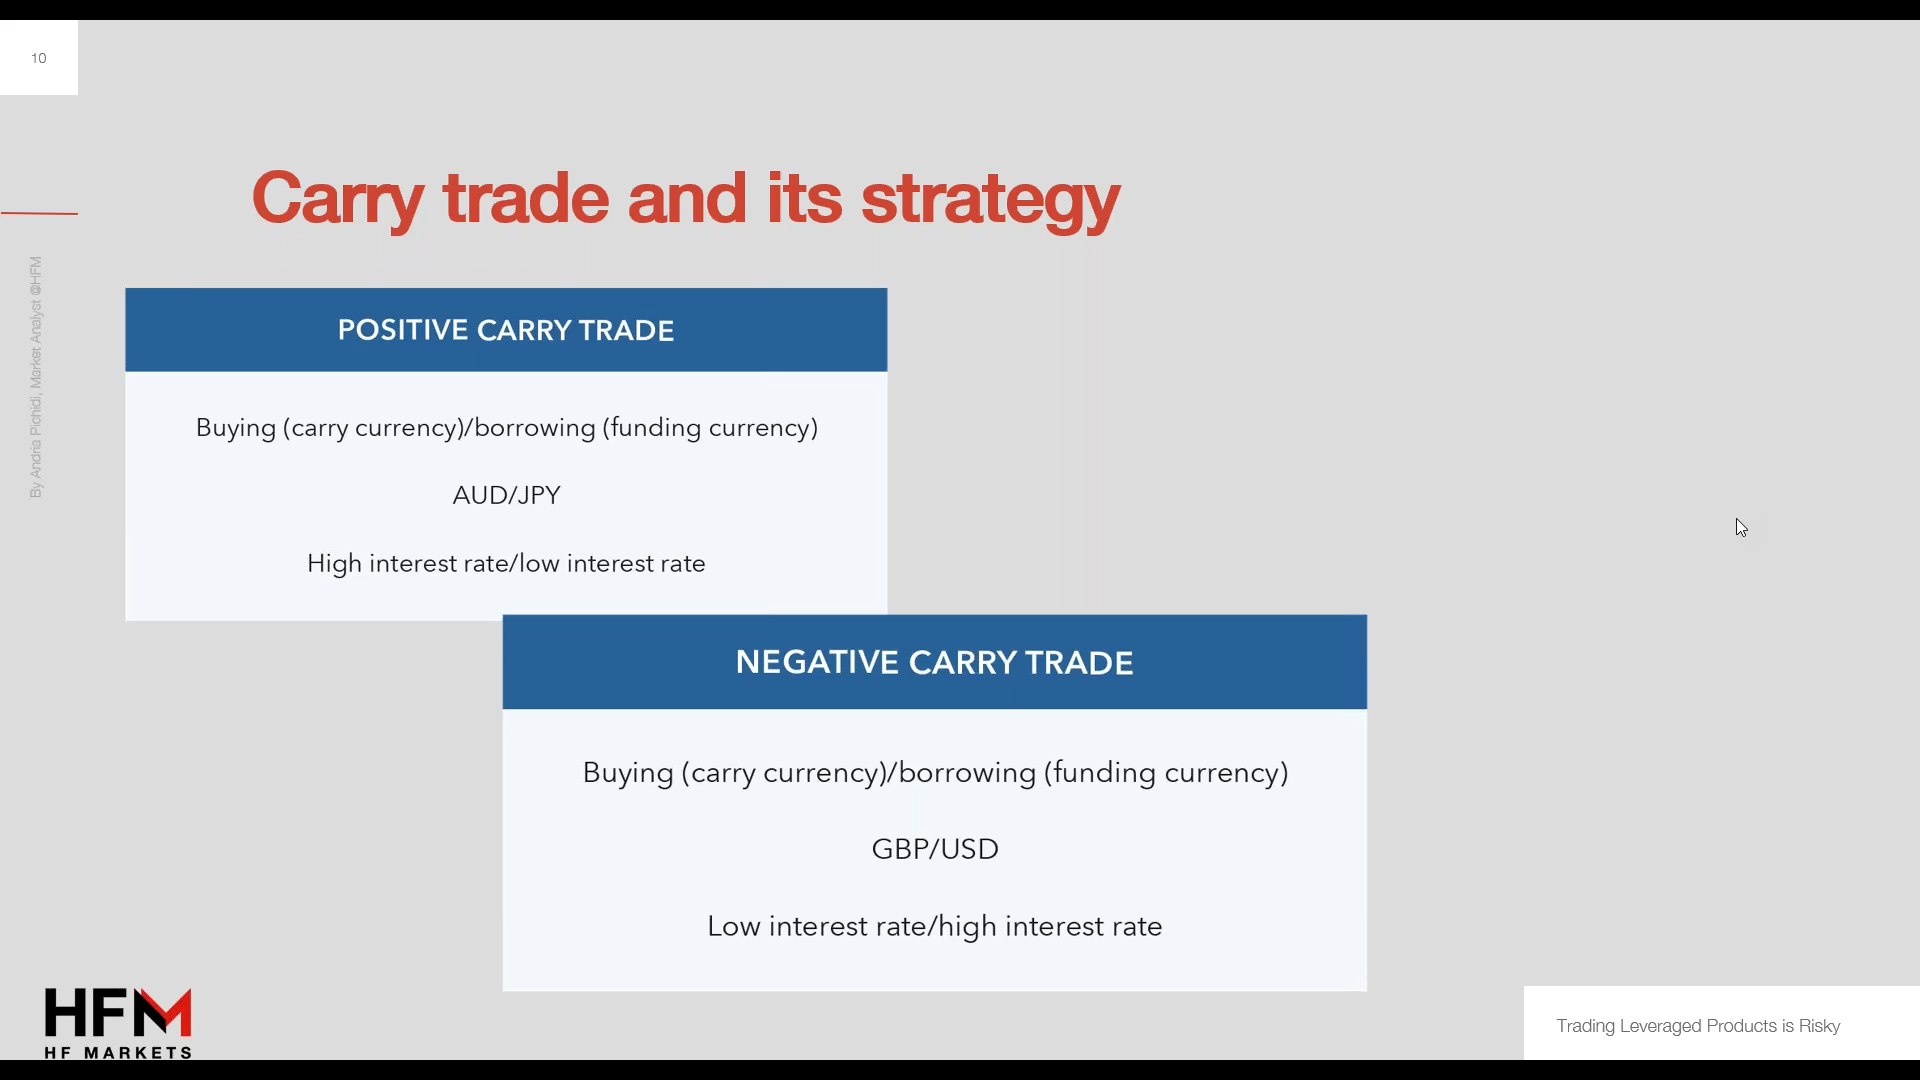 10
Carry trade and its strategy
By Andria Pichidi, Market Analyst @HFM
POSITIVE CARRY TRADE
Buying (carry currency)/borrowing (funding currency)
AUD/JPY
High interest rate/low interest rate
NEGATIVE CARRY TRADE
Buying (carry currency)/borrowing (funding currency)
GBP/USD
Low interest rate/high interest rate
HFM
HF MARKETS
Trading Leveraged Products is Risky